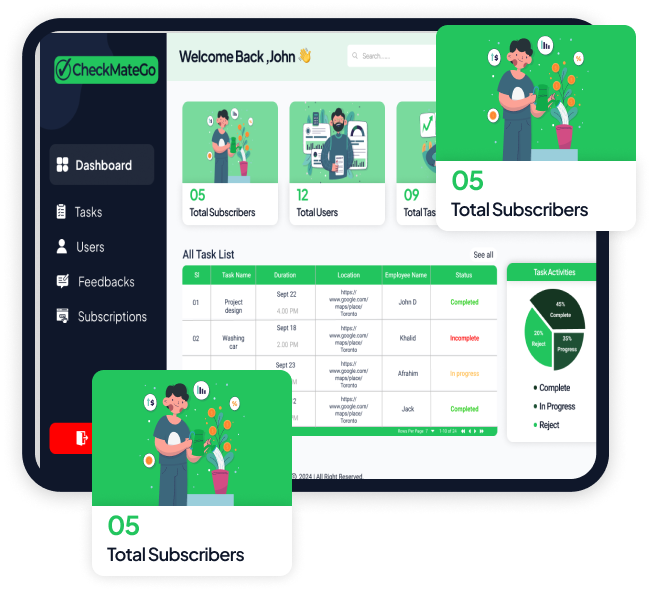 CheckMateGo
Welcome Back ,John 👋
Search.....
Dashboard
Tasks
Users
Feedbacks
Subscriptions
05
Total Subscribers
12
Total Users
09
Total Tas
05
Total Subscribers
All Task List
See all
Sl Task Name Duration Location Employee Name Status
01 Project design Sept 22 4.00 PM https://www.google.com/maps/place/Toronto John D Completed
02 Washing car Sept 18 2.00 PM https://www.google.com/maps/place/Toronto Khalid Incomplete
Sept 23 PM https://www.google.com/maps/place/Toronto Afrahim In progress
2 PM https://www.google.com/maps/place/Toronto Jack Completed
Rows Per Page 7 1-10 of 24
Task Activities
45%
Complete
20%
Reject
35%
Progress
Complete
In Progress
Reject
© 2024 | All Right Reserved.
05
Total Subscribers